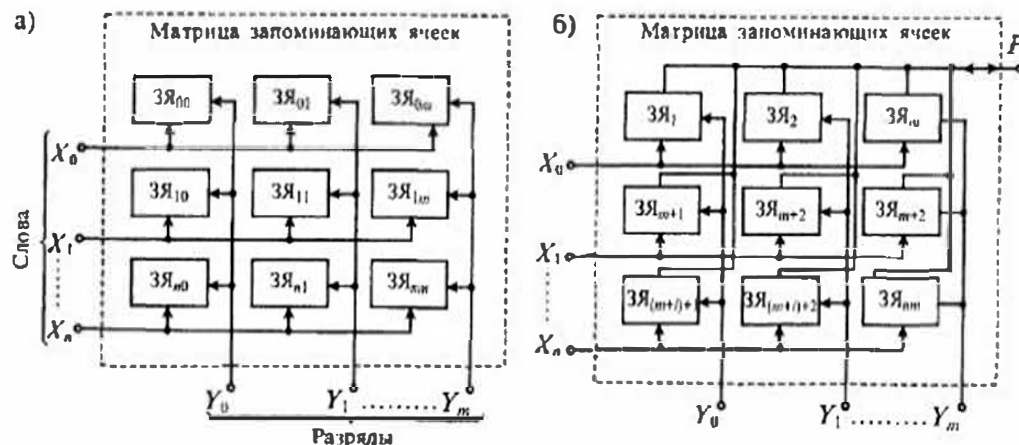 а)
Матрица запоминающих ячеек
ЗЯ00 ЗЯ01 ЗЯ0m
X0
ЗЯ10 ЗЯ11 ЗЯ1m
X1
ЗЯn0 ЗЯn1 ЗЯnm
Xn
Слова
Y0 Y1 ......... Ym
Разряды
б)
Матрица запоминающих ячеек
P
ЗЯ1 ЗЯ2 ЗЯm
X0
ЗЯm+1 ЗЯm+2 ЗЯm+2
X1
ЗЯ(m+i)+1 ЗЯ(m+i)+2 ЗЯnm
Xn
Y0 Y1 ......... Ym